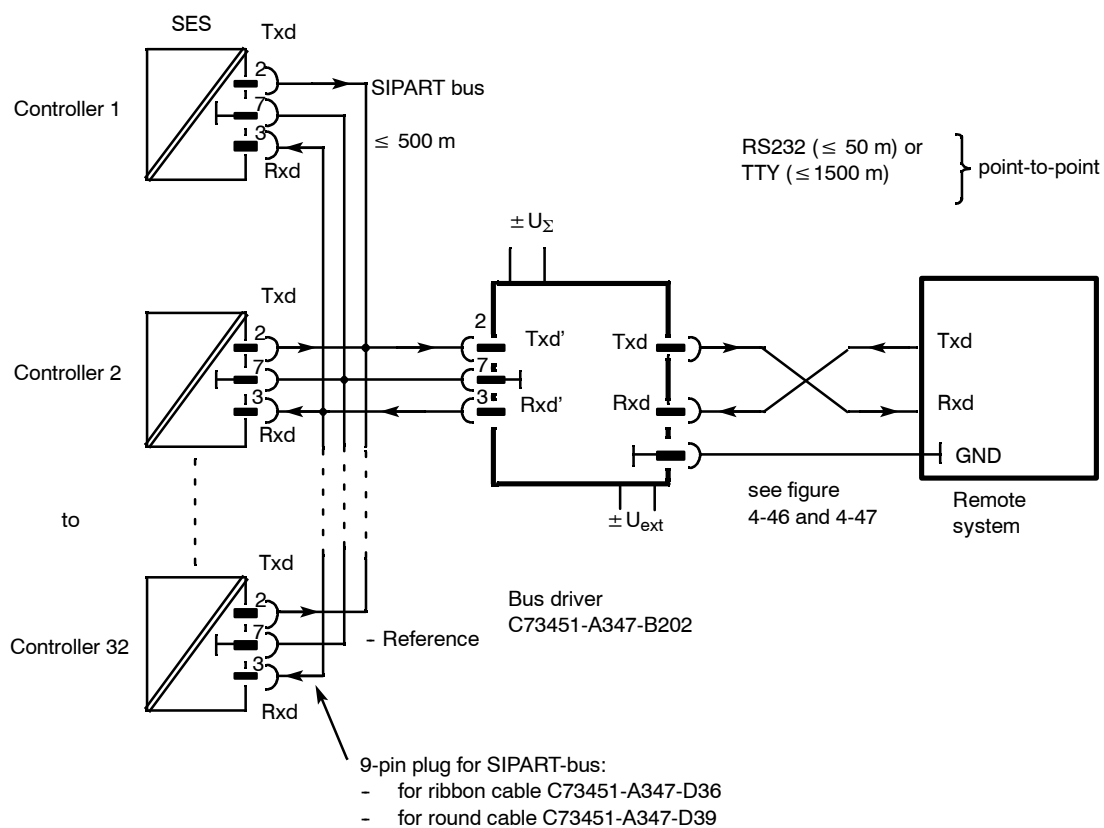 SES
Txd
2
SIPART bus
Controller 1
7
≤ 500 m
3
Rxd
RS232 (≤ 50 m) or
TTY (≤1500 m)
point-to-point
± UΣ
Txd
2
2
Txd’
Txd
Txd
Controller 2
7
7
3
3
Rxd’
Rxd
Rxd
Rxd
GND
see figure
4-46 and 4-47
Remote
system
± Uext
to
Txd
2
Bus driver
C73451-A347-B202
Controller 32
7
- Reference
3
Rxd
9-pin plug for SIPART-bus:
- for ribbon cable C73451-A347-D36
- for round cable C73451-A347-D39